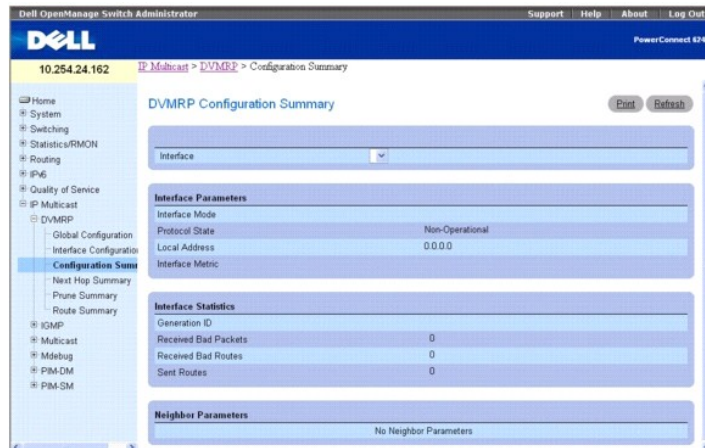 Dell OpenManage Switch Administrator
Support Help About Log Out
DELL
PowerConnect 624
10.254.24.162
IP Multicast > DVMRP > Configuration Summary
Home
System
Switching
Statistics/RMON
Routing
IPv6
Quality of Service
IP Multicast
DVMRP
Global Configuration
Interface Configuration
Configuration Summ
Next Hop Summary
Prune Summary
Route Summary
IGMP
Multicast
Mdebug
PIM-DM
PIM-SM
DVMRP Configuration Summary
Print Refresh
Interface
Interface Parameters
Interface Mode
Protocol State Non-Operational
Local Address 0.0.0.0
Interface Metric
Interface Statistics
Generation ID
Received Bad Packets 0
Received Bad Routes 0
Sent Routes 0
Neighbor Parameters
No Neighbor Parameters